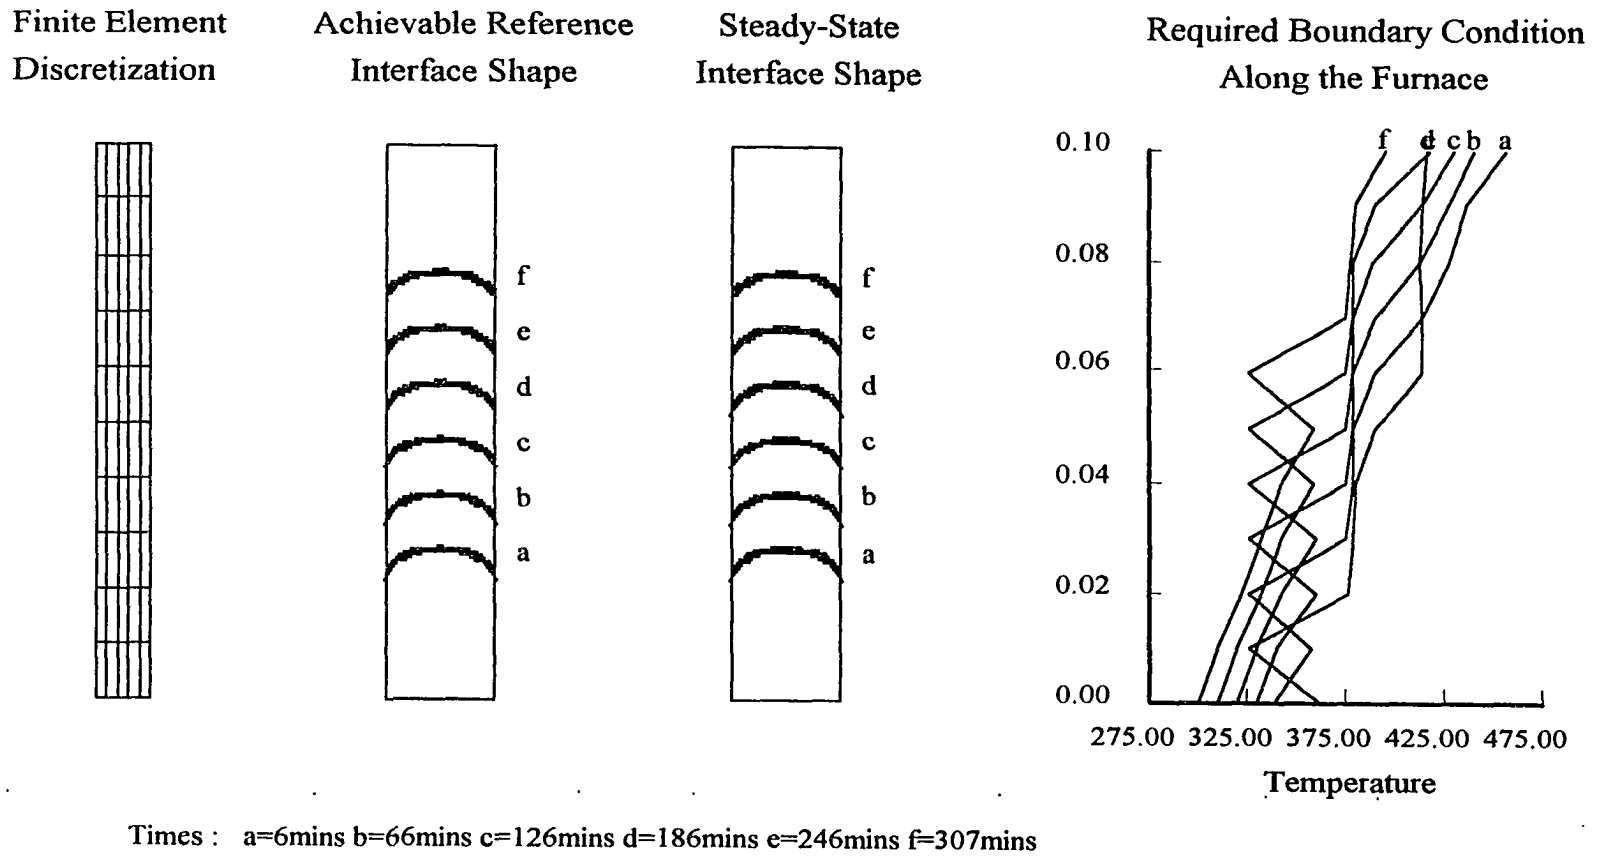 Finite Element
Discretization
Achievable Reference
Interface Shape
Steady-State
Interface Shape
Required Boundary Condition
Along the Furnace
f
e
d
c
b
a
f
e
d
c
b
a
f d c b a
0.10
0.08
0.06
0.04
0.02
0.00
275.00 325.00 375.00 425.00 475.00
Temperature
Times : a=6mins b=66mins c=126mins d=186mins e=246mins f=307mins